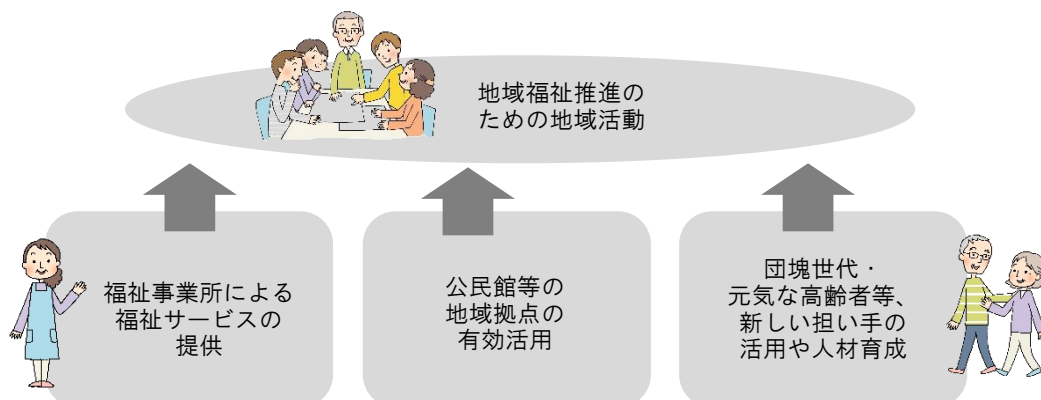 地域福祉推進の
ための地域活動
福祉事業所による
福祉サービスの
提供
公民館等の
地域拠点の
有効活用
団塊世代・
元気な高齢者等、
新しい担い手の
活用や人材育成